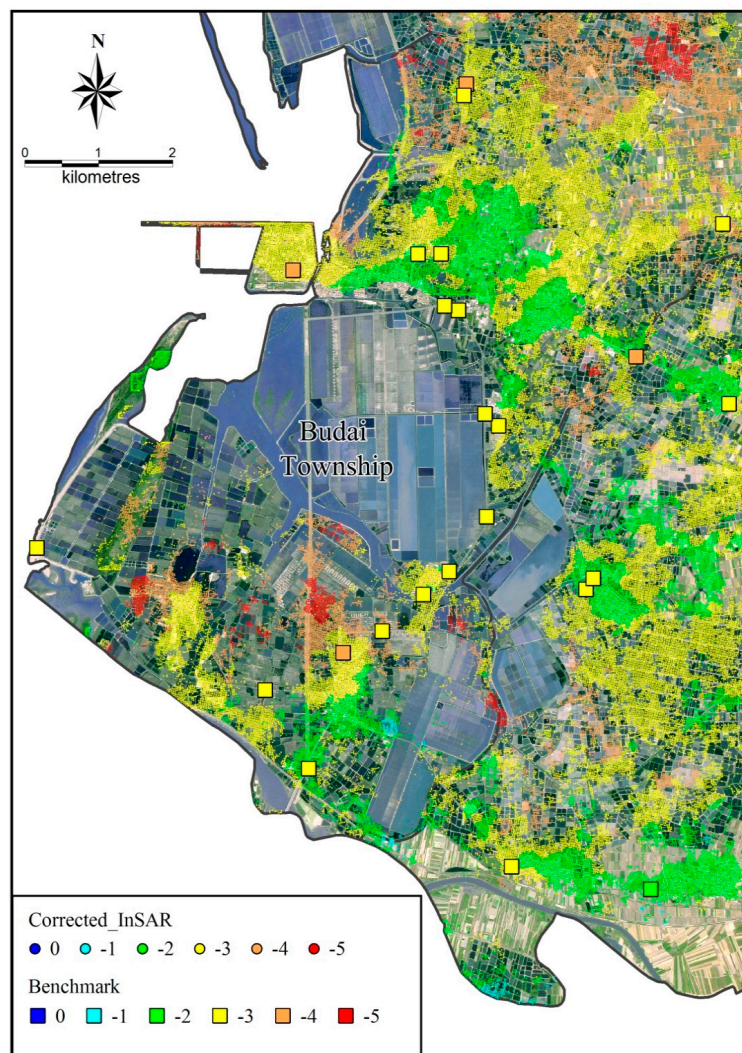 N
0 1 2
kilometres
Budai
Township
Corrected_InSAR
0 -1 -2 -3 -4 -5
Benchmark
0 -1 -2 -3 -4 -5